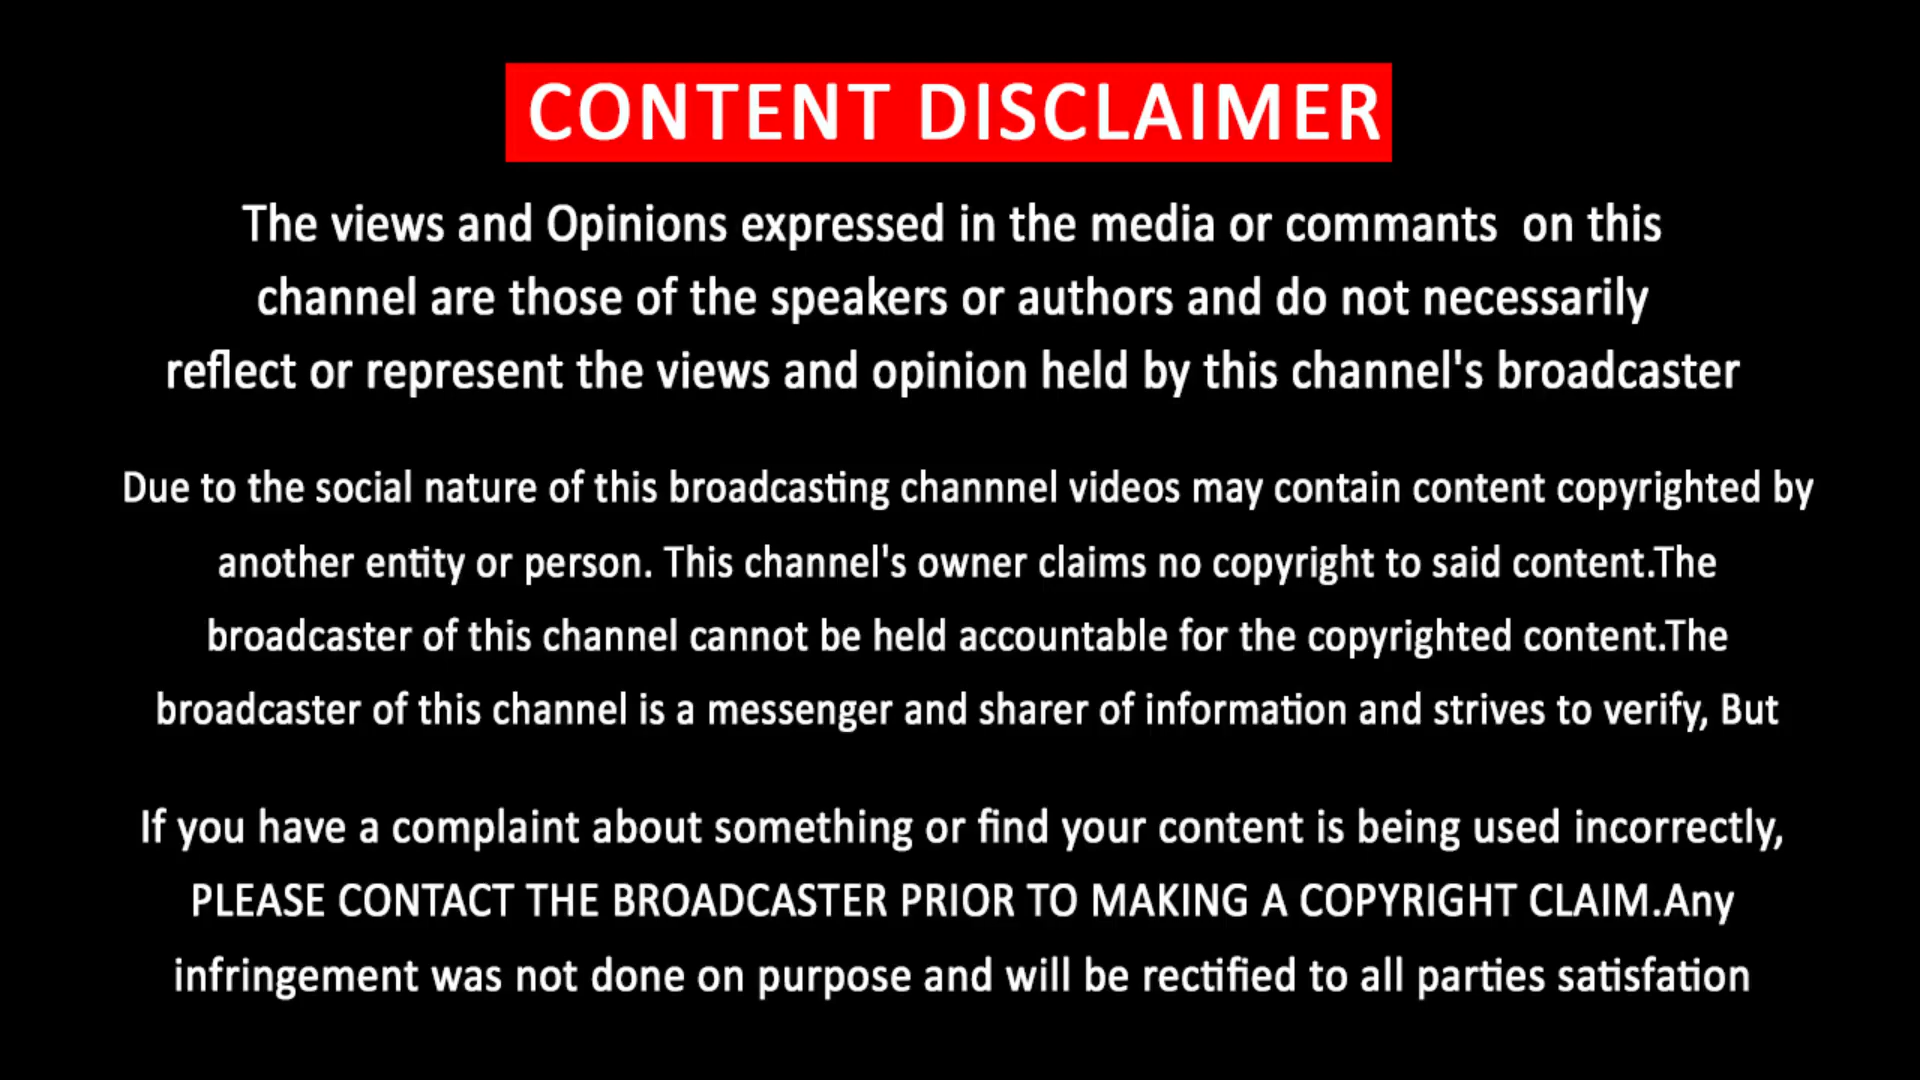 CONTENT DISCLAIMER
The views and Opinions expressed in the media or commants on this
channel are those of the speakers or authors and do not necessarily
reflect or represent the views and opinion held by this channel's broadcaster
Due to the social nature of this broadcasting channnel videos may contain content copyrighted by
another entity or person. This channel's owner claims no copyright to said content.The
broadcaster of this channel cannot be held accountable for the copyrighted content.The
broadcaster of this channel is a messenger and sharer of information and strives to verify, But
If you have a complaint about something or find your content is being used incorrectly,
PLEASE CONTACT THE BROADCASTER PRIOR TO MAKING A COPYRIGHT CLAIM.Any
infringement was not done on purpose and will be rectified to all parties satisfation